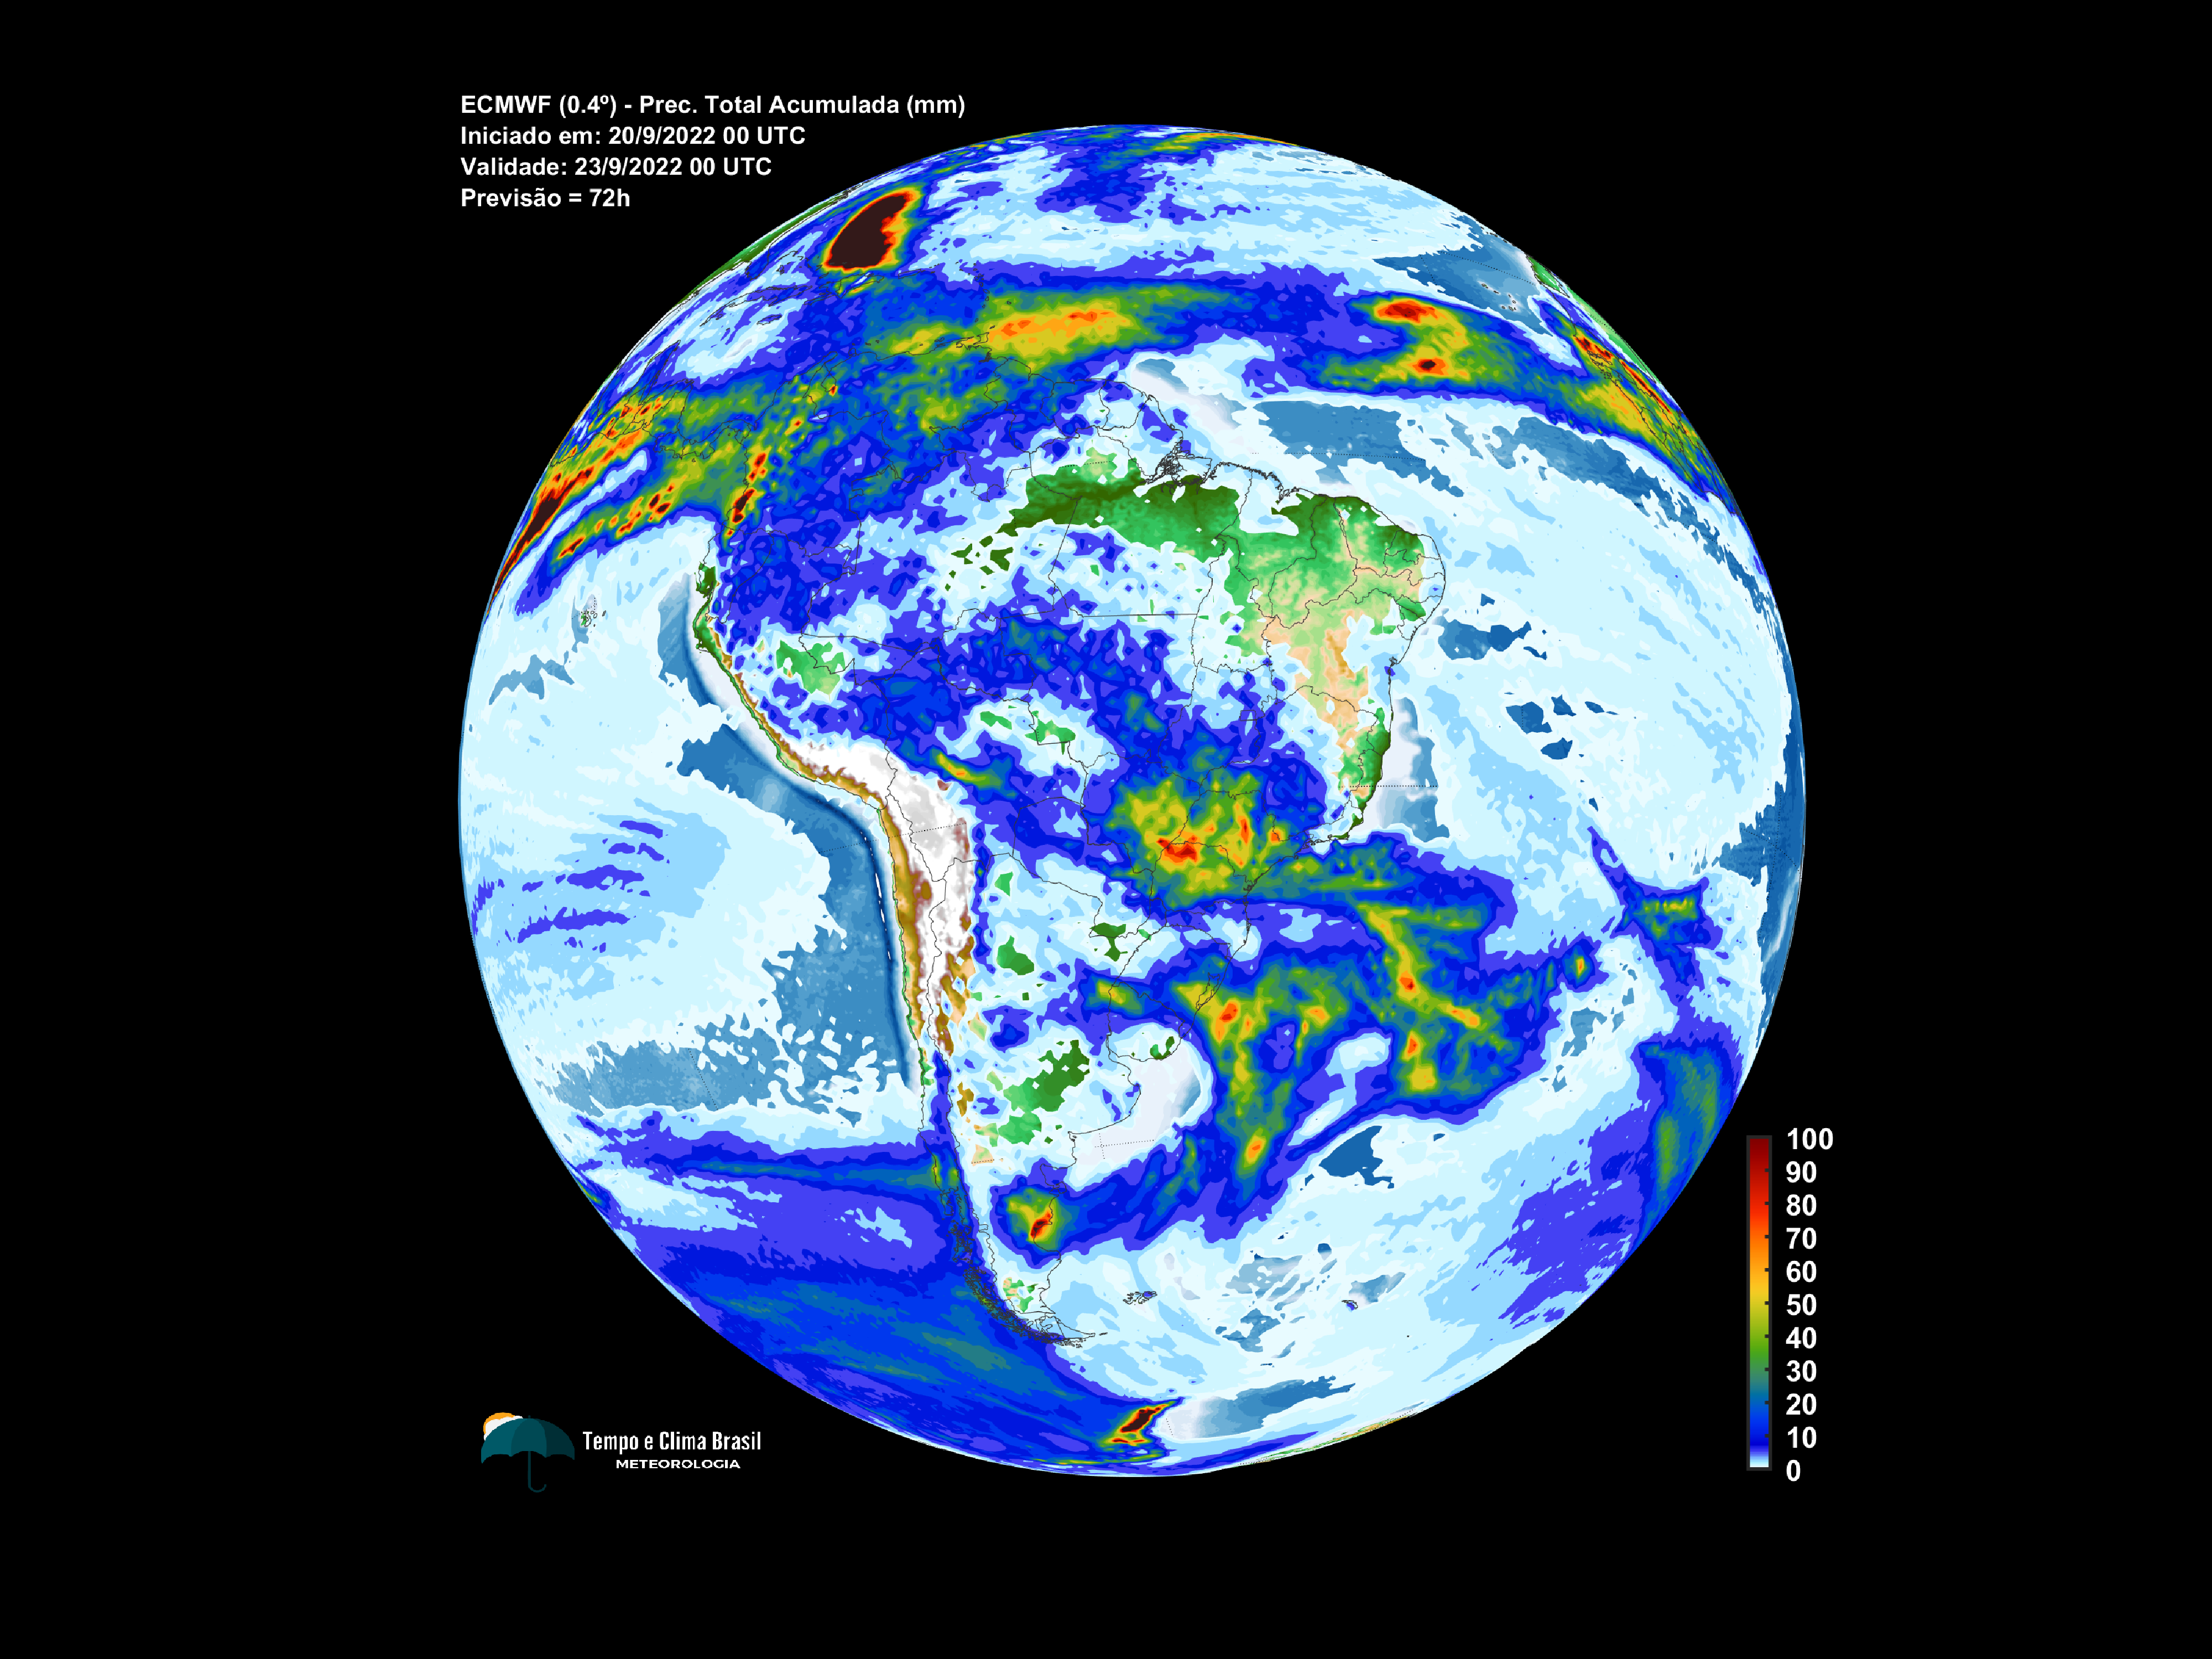 ECMWF (0.4º) - Prec. Total Acumulada (mm)
Iniciado em: 20/9/2022 00 UTC
Validade: 23/9/2022 00 UTC
Previsão = 72h
100
90
80
70
60
50
40
30
20
10
0
Tempo e Clima Brasil
METEOROLOGIA